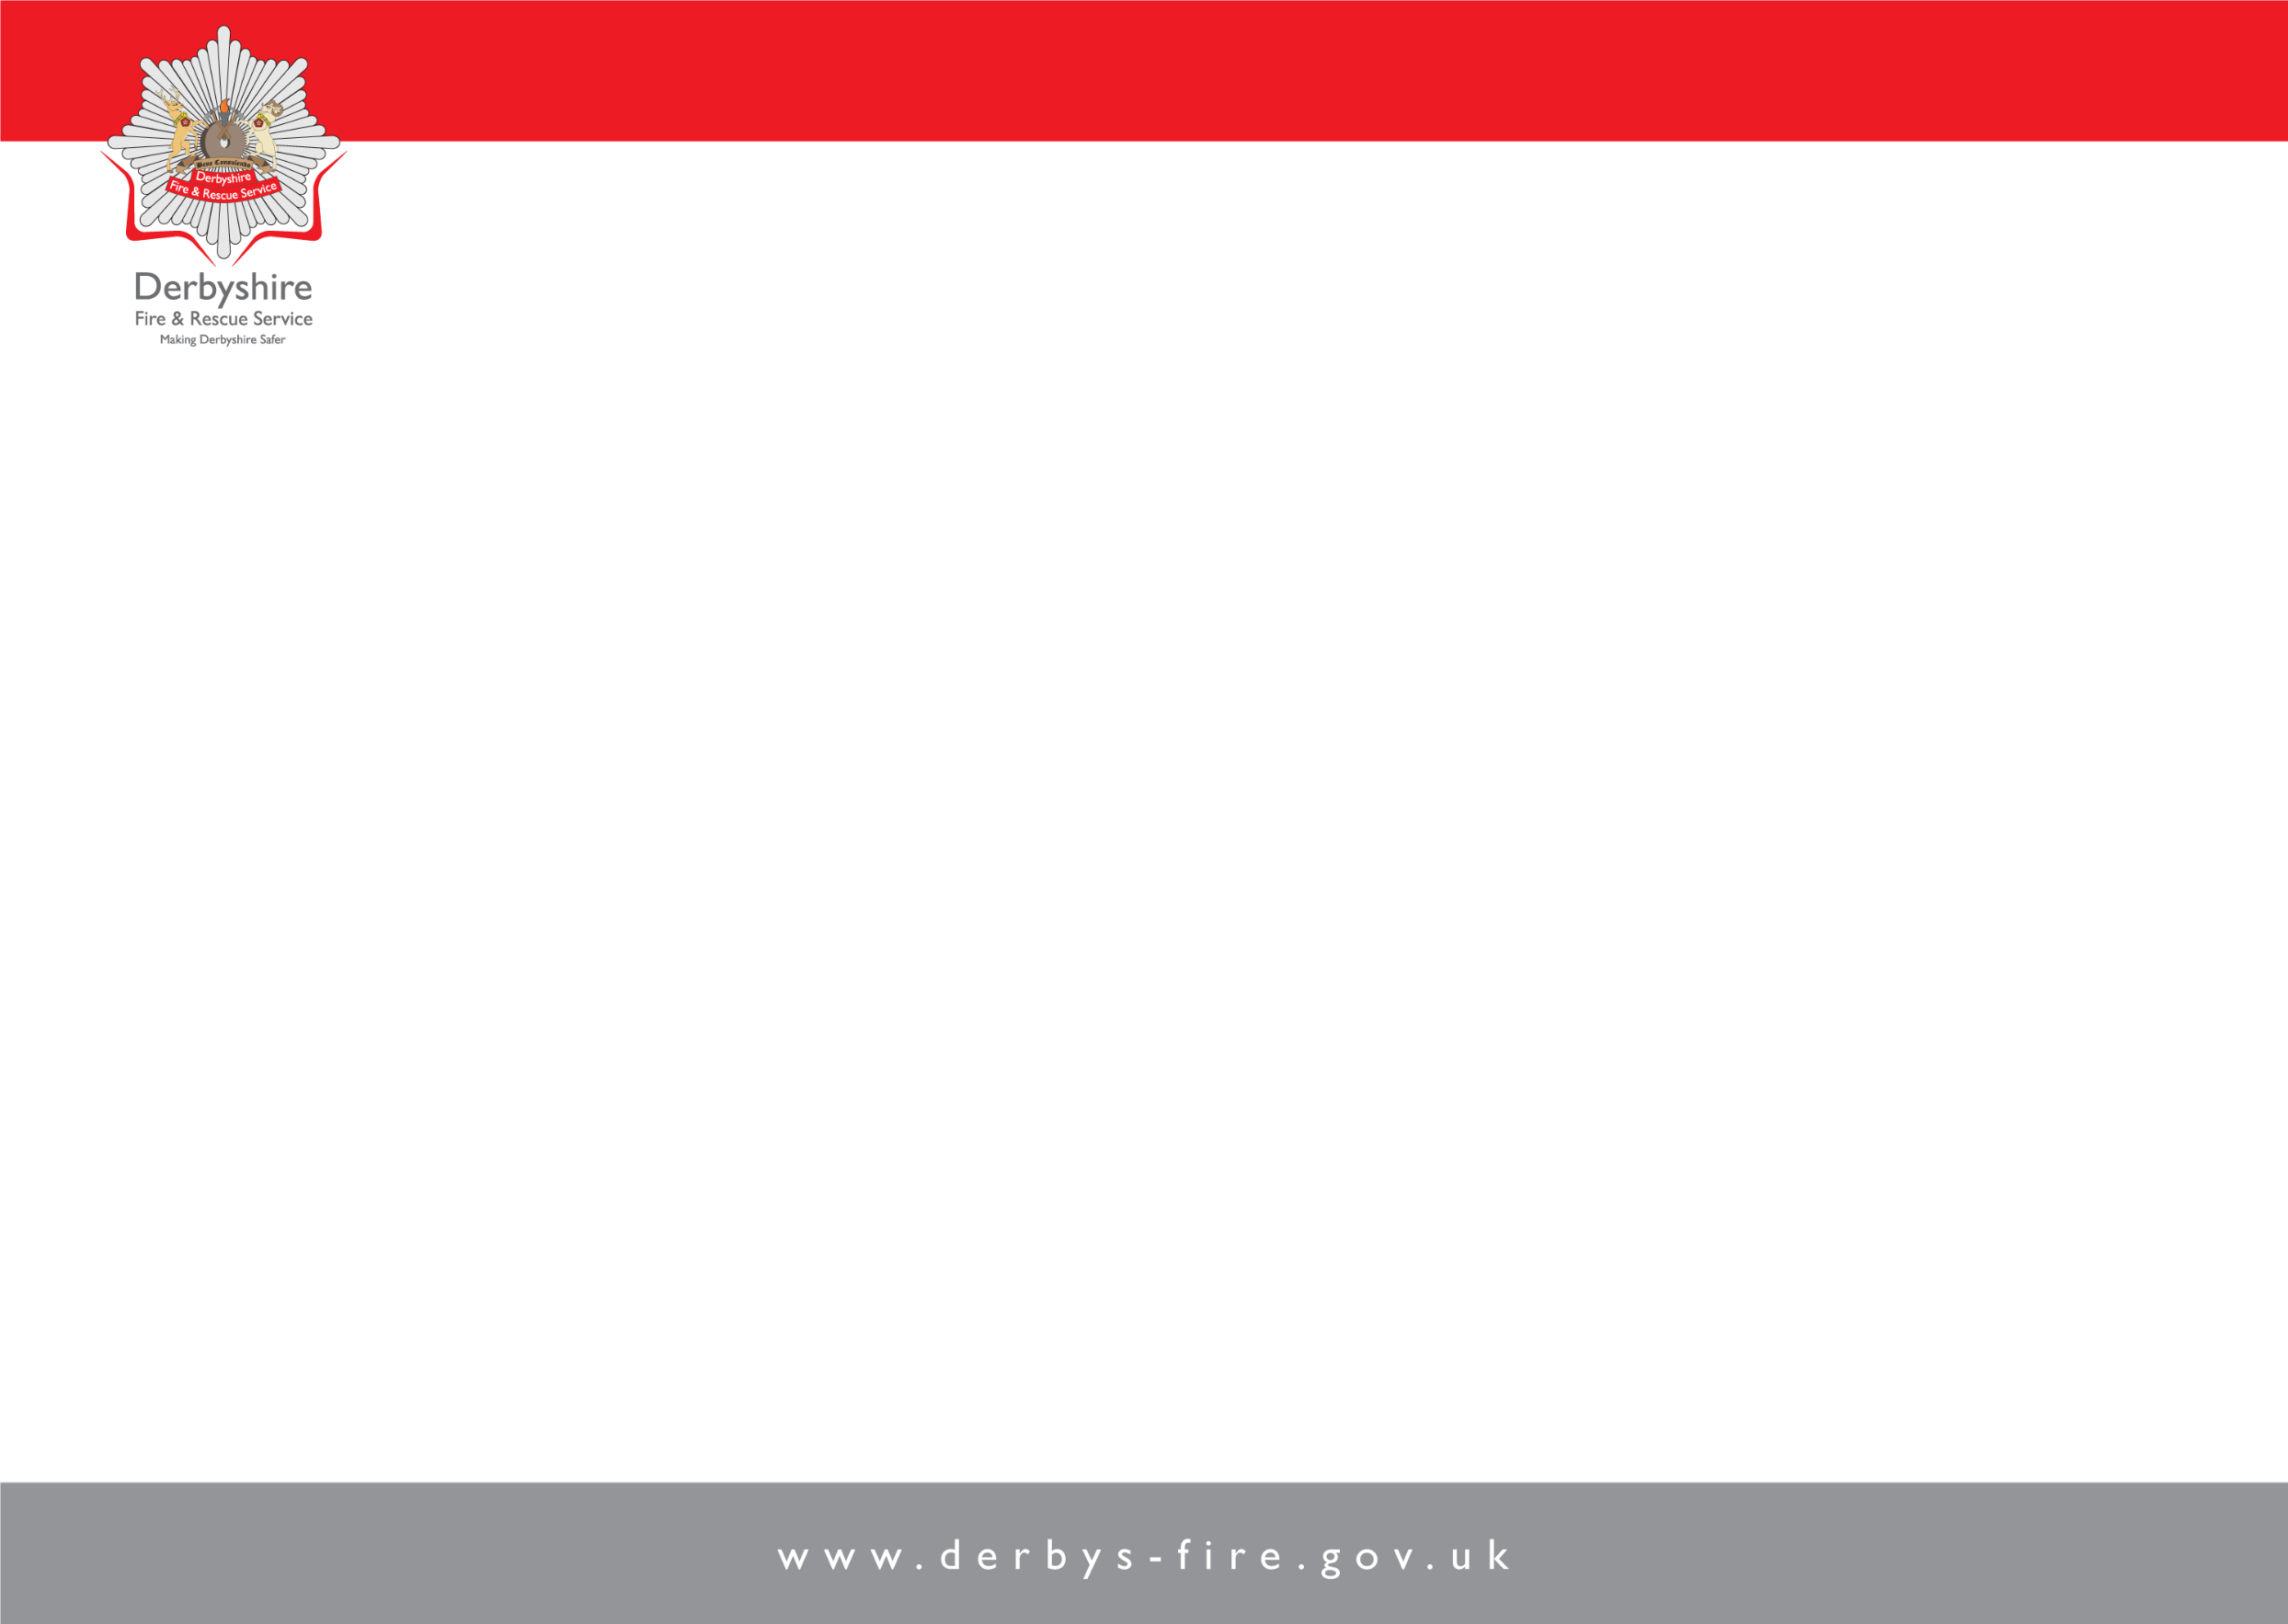 Bene Consulendo
Derbyshire
Fire & Rescue Service
Derbyshire
Fire & Rescue Service
Making Derbyshire Safer
www.derbys-fire.gov.uk